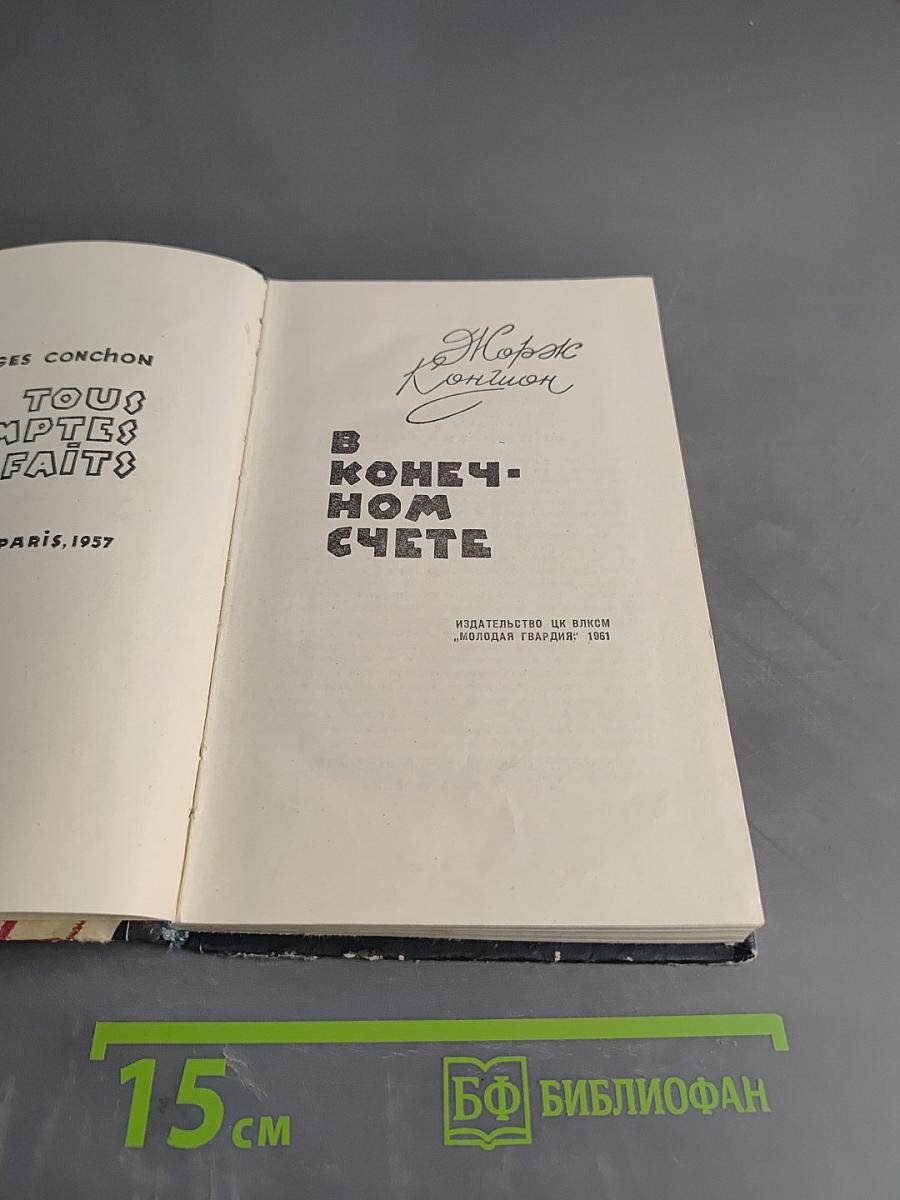 GES CONCHON
TOUS
MPTES
FAITS
PARIS, 1957
Жорж
Коншон
В
КОНЕЧ-
НОМ
СЧЕТЕ
ИЗДАТЕЛЬСТВО ЦК ВЛКСМ
„МОЛОДАЯ ГВАРДИЯ“ 1961
15 см
БФ БИБЛИОФАН